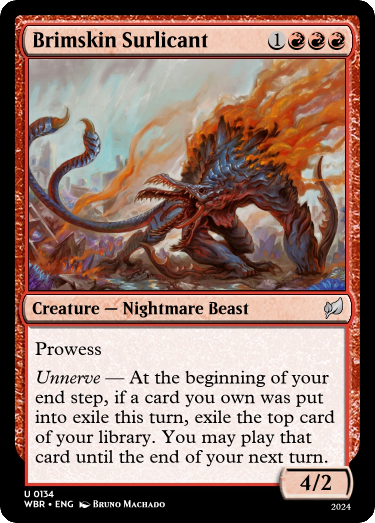 Brimskin Surlicant 1
Creature — Nightmare Beast
Prowess
Unnerve — At the beginning of your
end step, if a card you own was put
into exile this turn, exile the top card
of your library. You may play that
card until the end of your next turn.
4/2
U 0134
WBR • ENG Bruno Machado
2024